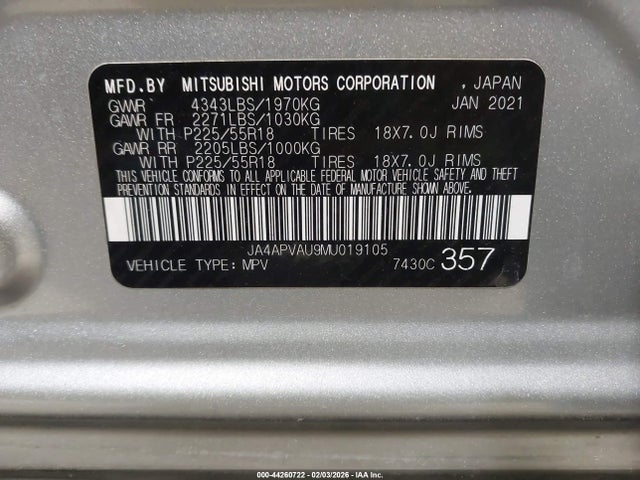 MFD.BY MITSUBISHI MOTORS CORPORATION , JAPAN
GVWR 4343LBS/1970KG JAN 2021
GAWR FR 2271LBS/1030KG
WITH P225/55R18 TIRES 18X7.0J RIMS
GAWR RR 2205LBS/1000KG
WITH P225/55R18 TIRES 18X7.0J RIMS
THIS VEHICLE CONFORMS TO ALL APPLICABLE FEDERAL MOTOR VEHICLE SAFETY AND THEFT
PREVENTION STANDARDS IN EFFECT ON THE DATE OF MANUFACTURE SHOWN ABOVE.
JA4APVAU9MU019105
VEHICLE TYPE: MPV 7430C 357
000-44260722 - 02/03/2026 - IAA Inc.